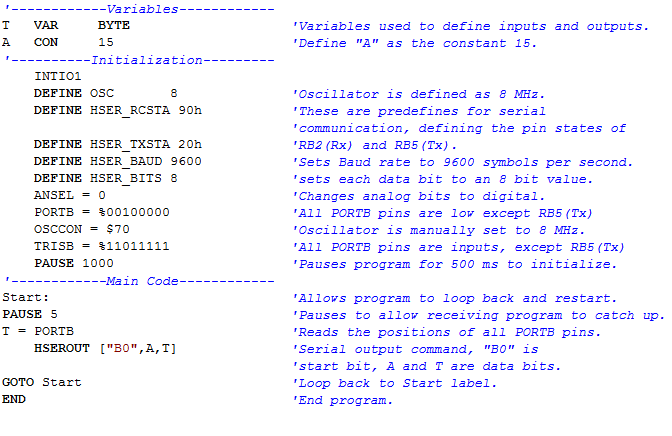 '------------Variables------------
T VAR BYTE 'Variables used to define inputs and outputs.
A CON 15 'Define "A" as the constant 15.
'----------Initialization---------
INTIO1
DEFINE OSC 8 'Oscillator is defined as 8 MHz.
DEFINE HSER_RCSTA 90h 'These are predefines for serial
'communication, defining the pin states of
DEFINE HSER_TXSTA 20h 'RB2(Rx) and RB5(Tx).
DEFINE HSER_BAUD 9600 'Sets Baud rate to 9600 symbols per second.
DEFINE HSER_BITS 8 'sets each data bit to an 8 bit value.
ANSEL = 0 'Changes analog bits to digital.
PORTB = %00100000 'All PORTB pins are low except RB5(Tx)
OSCCON = $70 'Oscillator is manually set to 8 MHz.
TRISB = %11011111 'All PORTB pins are inputs, except RB5(Tx)
PAUSE 1000 'Pauses program for 500 ms to initialize.
'------------Main Code------------
Start: 'Allows program to loop back and restart.
PAUSE 5 'Pauses to allow receiving program to catch up.
T = PORTB 'Reads the positions of all PORTB pins.
HSEROUT ["B0",A,T] 'Serial output command, "B0" is
'start bit, A and T are data bits.
GOTO Start 'Loop back to Start label.
END 'End program.